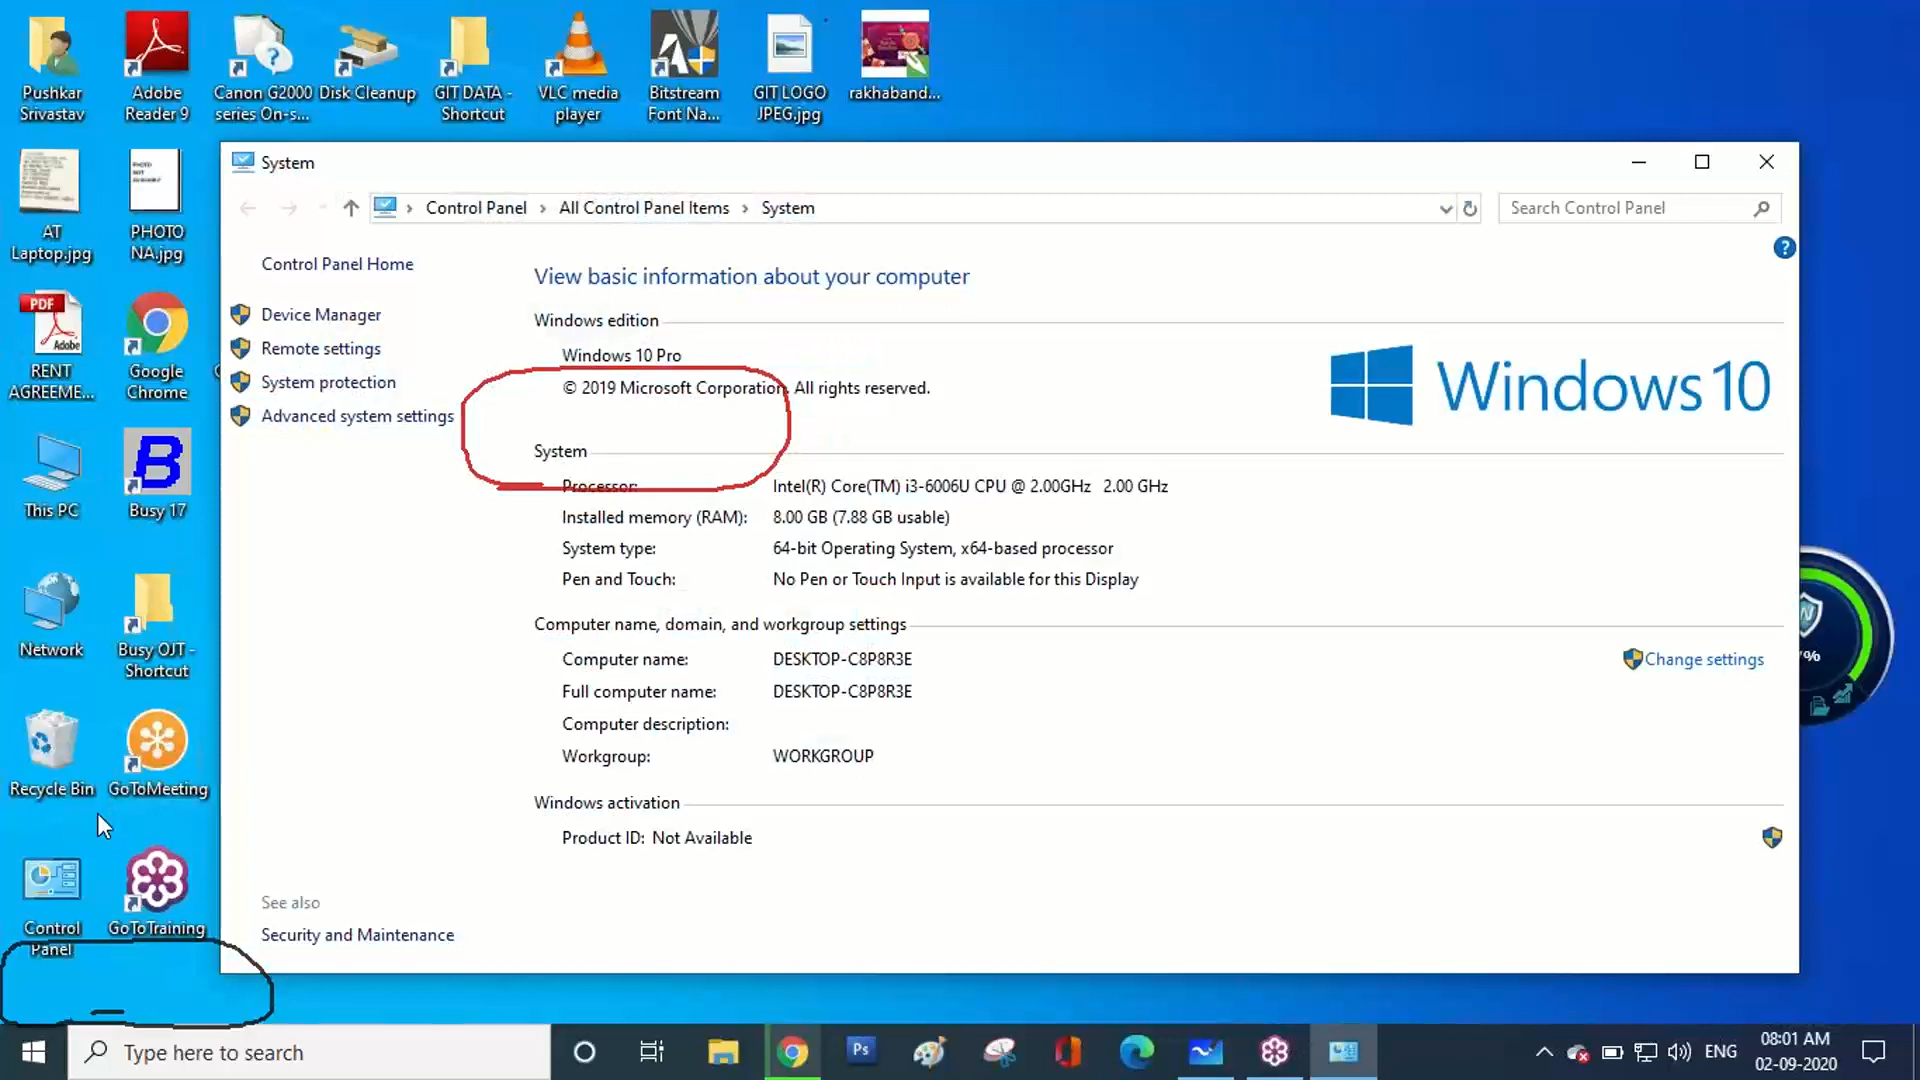 Pushkar
Srivastav
Adobe
Reader 9
Canon G2000
series On-s...
Disk Cleanup
GIT DATA -
Shortcut
VLC media
player
Bitstream
Font Na...
GIT LOGO
JPEG.jpg
rakhaband...
AT
Laptop.jpg
PHOTO
NA.jpg
PDF
Adobe
RENT
AGREEME...
Google
Chrome
This PC
B
Busy 17
Network
Busy OJT -
Shortcut
Recycle Bin
GoToMeeting
Control
Panel
GoToTraining
System
Control Panel › All Control Panel Items › System
Search Control Panel
Control Panel Home
Device Manager
Remote settings
System protection
Advanced system settings
See also
Security and Maintenance
View basic information about your computer
Windows edition
Windows 10 Pro
© 2019 Microsoft Corporation. All rights reserved.
Windows 10
System
Processor: Intel(R) Core(TM) i3-6006U CPU @ 2.00GHz 2.00 GHz
Installed memory (RAM): 8.00 GB (7.88 GB usable)
System type: 64-bit Operating System, x64-based processor
Pen and Touch: No Pen or Touch Input is available for this Display
Computer name, domain, and workgroup settings
Computer name: DESKTOP-C8P8R3E
Change settings
Full computer name: DESKTOP-C8P8R3E
Computer description:
Workgroup: WORKGROUP
Windows activation
Product ID: Not Available
Type here to search
Ps
ENG
08:01 AM
02-09-2020